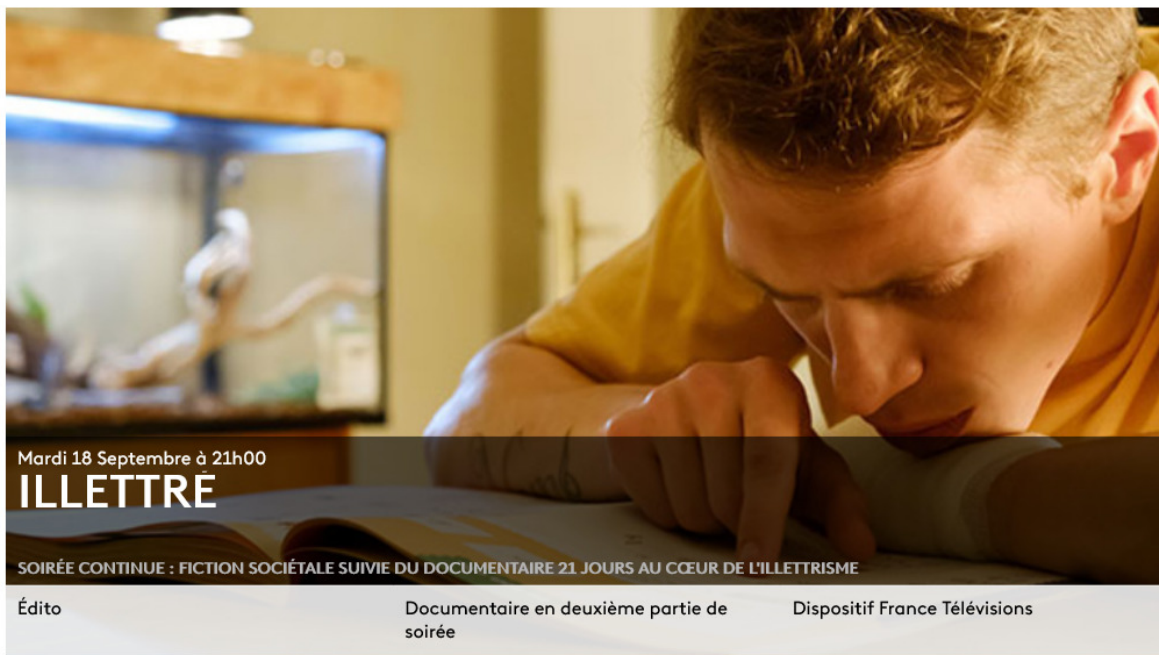 Mardi 18 Septembre à 21h00
ILLETTRÉ
SOIRÉE CONTINUE : FICTION SOCIÉTALE SUIVIE DU DOCUMENTAIRE 21 JOURS AU CŒUR DE L'ILLETTRISME
Édito
Documentaire en deuxième partie de
soirée
Dispositif France Télévisions